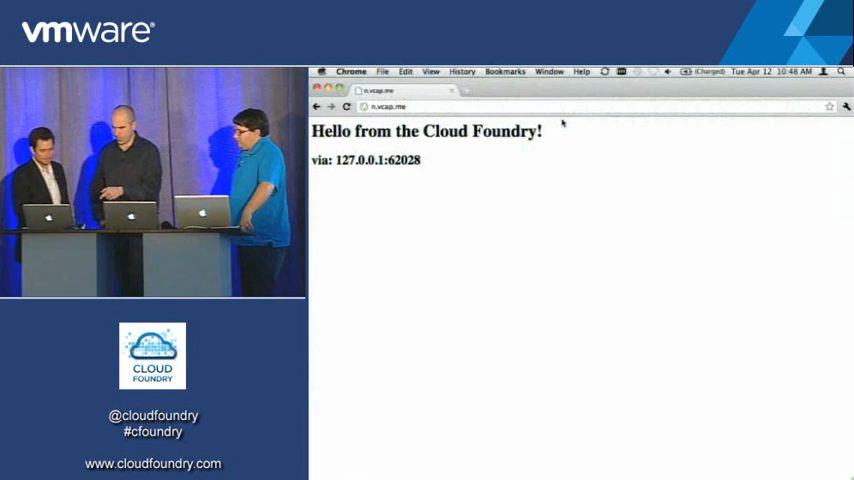 vmware®
Chrome File Edit View History Bookmarks Window Help (Charged) Tue Apr 12 10:48 AM
n.vcap.me
n.vcap.me
Hello from the Cloud Foundry!
via: 127.0.0.1:62028
CLOUD
FOUNDRY
@cloudfoundry
#cfoundry
www.cloudfoundry.com